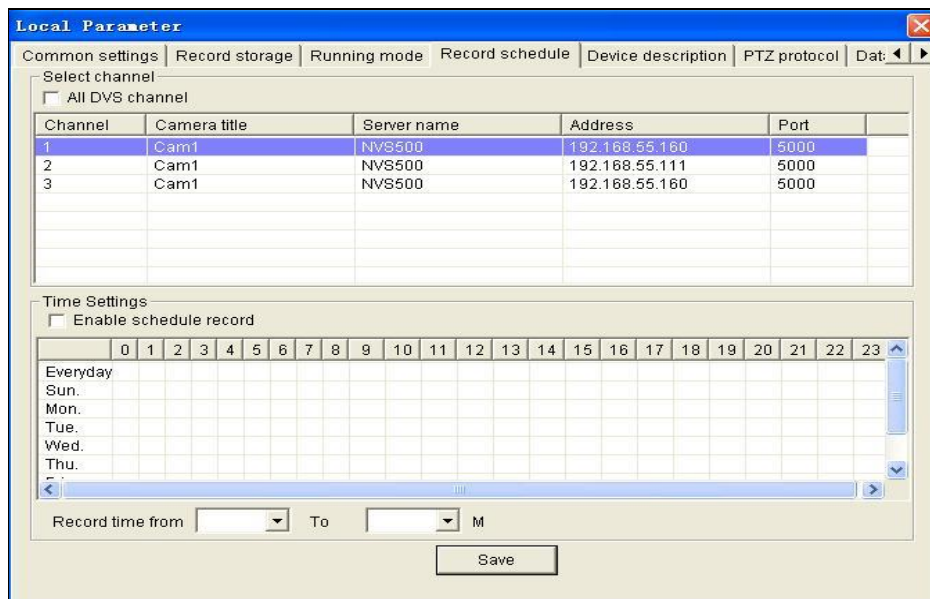 Local Parameter
Common settings Record storage Running mode Record schedule Device description PTZ protocol Dat
Select channel
All DVS channel
Channel Camera title Server name Address Port
1 Cam1 NVS500 192.168.55.160 5000
2 Cam1 NVS500 192.168.55.111 5000
3 Cam1 NVS500 192.168.55.160 5000
Time Settings
Enable schedule record
0 1 2 3 4 5 6 7 8 9 10 11 12 13 14 15 16 17 18 19 20 21 22 23
Everyday
Sun.
Mon.
Tue.
Wed.
Thu.
Record time from To M
Save